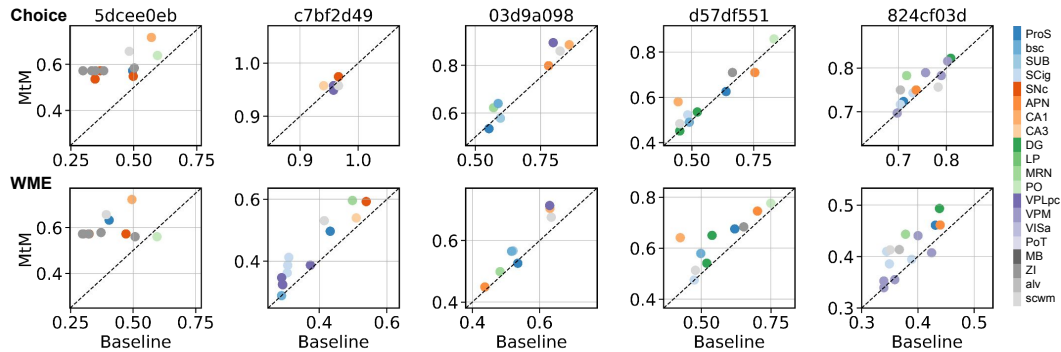 Choice
5dcee0eb
c7bf2d49
03d9a098
d57df551
824cf03d
MtM
0.6
0.4
0.25 0.50 0.75
1.1
1.0
0.9
0.9 1.0
0.8
0.6
0.50 0.75
0.8
0.6
0.4
0.50 0.75
0.8
0.7
0.7 0.8
WME
MtM
0.6
0.4
0.25 0.50 0.75
Baseline
0.6
0.4
0.4 0.6
Baseline
0.6
0.4
0.4 0.6
Baseline
0.8
0.6
0.4
0.50 0.75
Baseline
0.5
0.4
0.3
0.3 0.4 0.5
Baseline
ProS
bsc
SUB
SCig
SNc
APN
CA1
CA3
DG
LP
MRN
PO
VPLpc
VPM
VISa
PoT
MB
ZI
alv
scwm